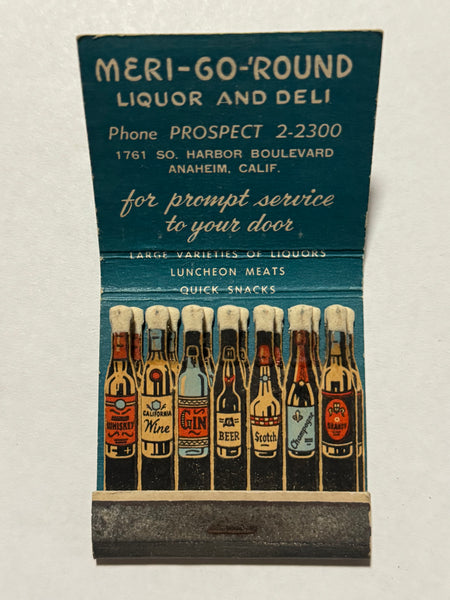 MERI-GO-'ROUND
LIQUOR AND DELI
Phone PROSPECT 2-2300
1761 SO. HARBOR BOULEVARD
ANAHEIM, CALIF.
for prompt service
to your door
LARGE VARIETIES OF LIQUORS
LUNCHEON MEATS
QUICK SNACKS
WHISKEY
CALIFORNIA
Wine
GIN
BEER
Scotch
Champagne
BRANDY